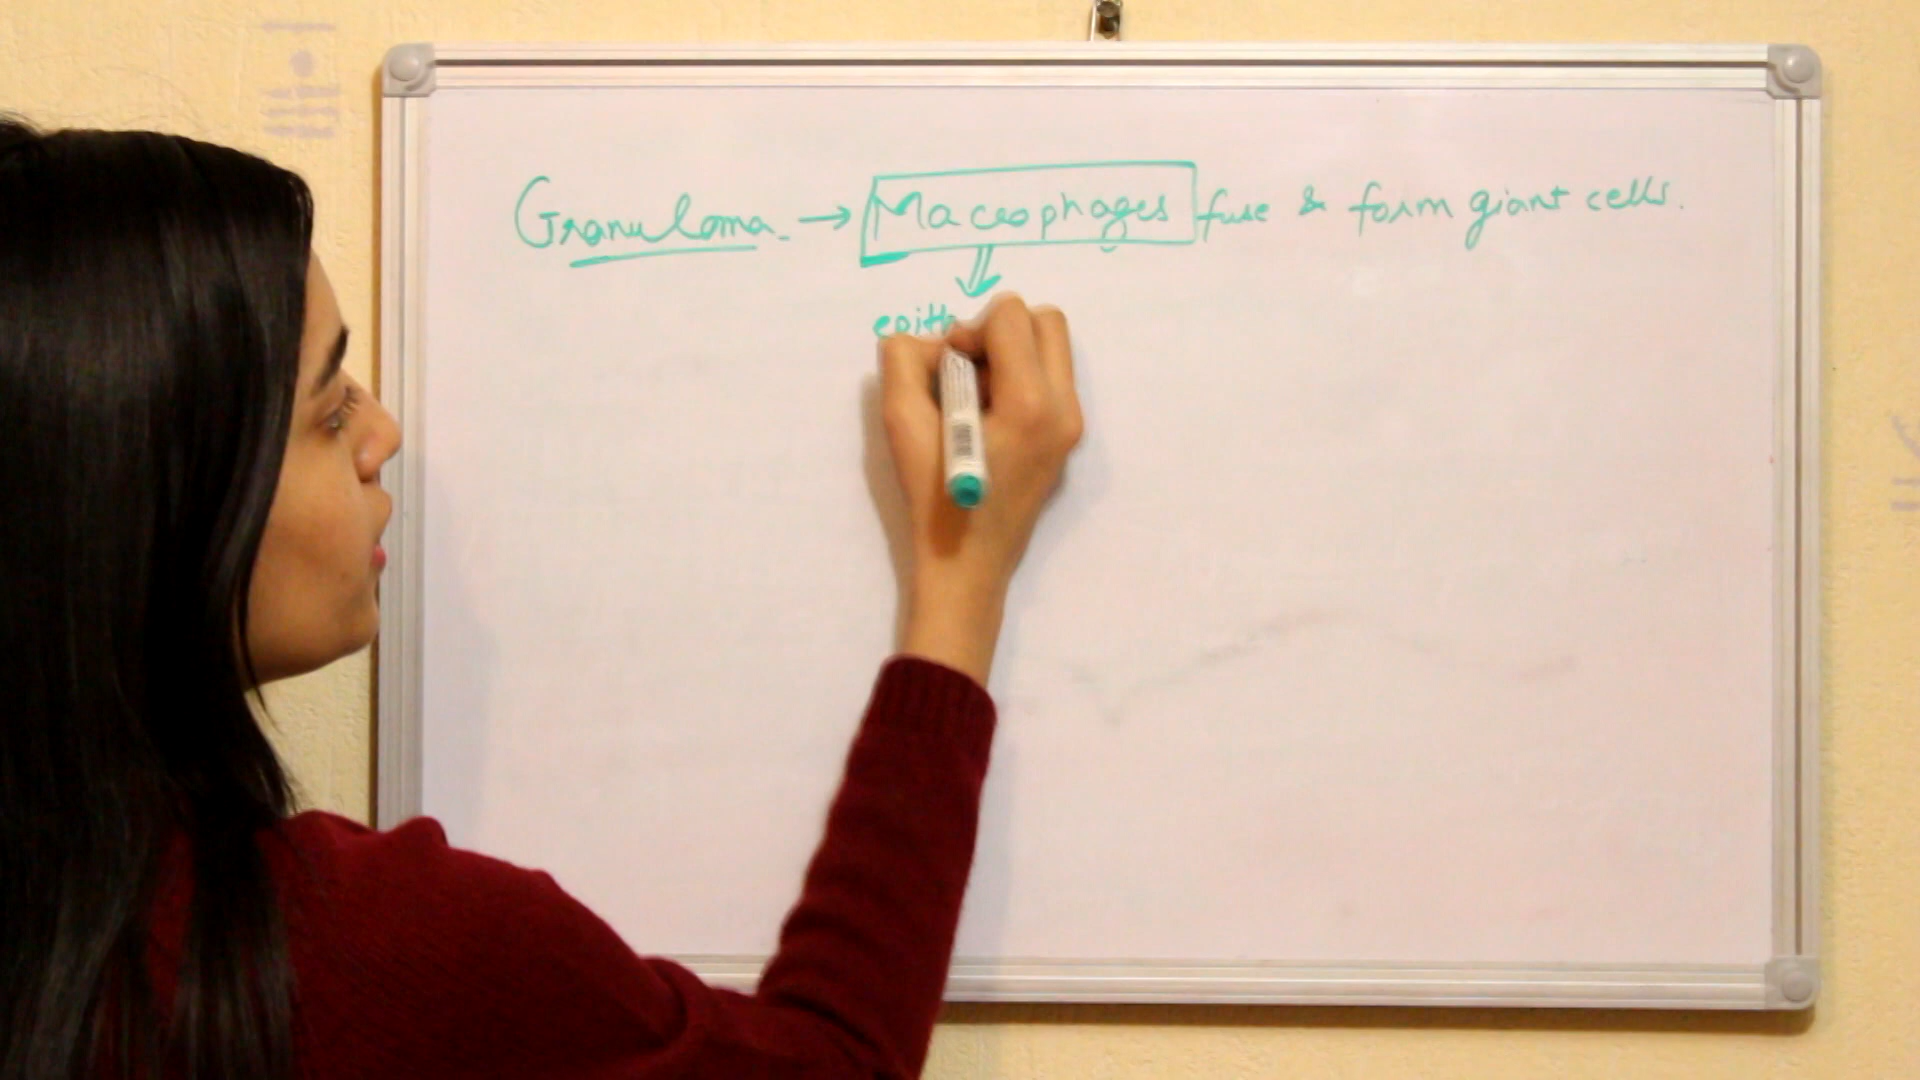 Granuloma. → Macrophages fuse & form giant cells.
epith